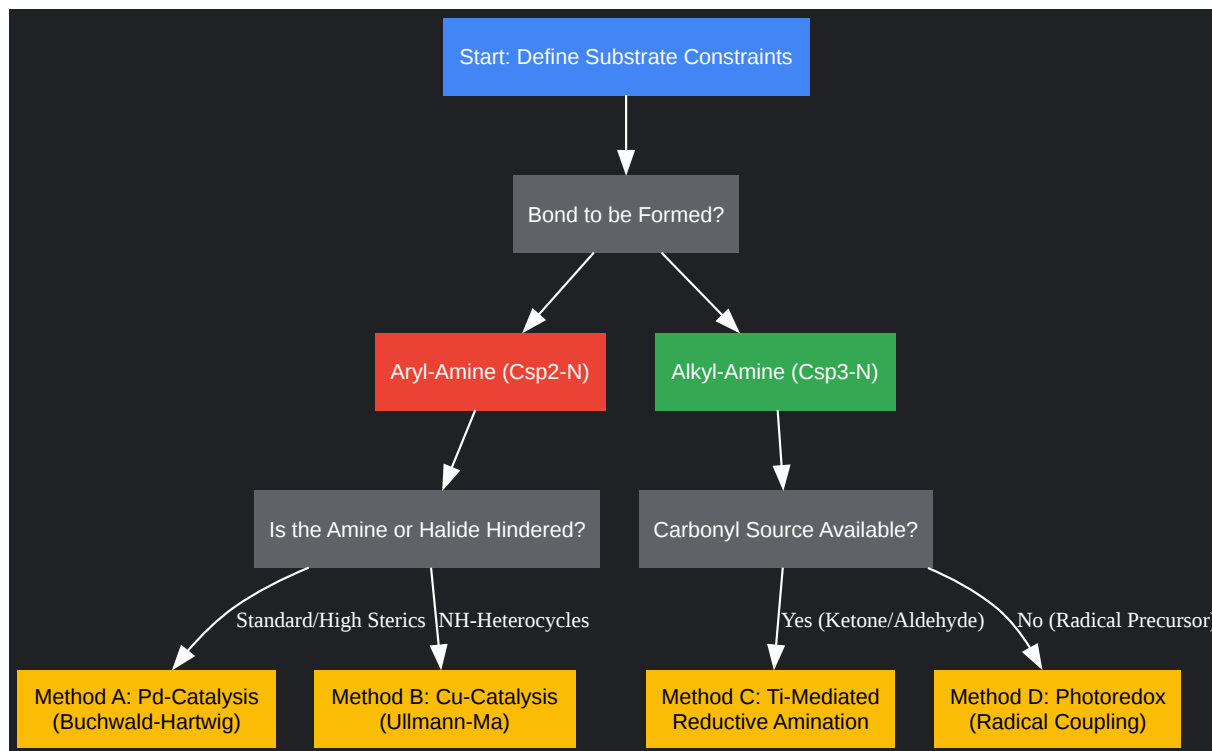 Start: Define Substrate Constraints
Bond to be Formed?
Aryl-Amine (Csp2-N)
Alkyl-Amine (Csp3-N)
Is the Amine or Halide Hindered?
Carbonyl Source Available?
Standard/High Sterics
NH-Heterocycles
Yes (Ketone/Aldehyde)
No (Radical Precursor)
Method A: Pd-Catalysis
(Buchwald-Hartwig)
Method B: Cu-Catalysis
(Ullmann-Ma)
Method C: Ti-Mediated
Reductive Amination
Method D: Photoredox
(Radical Coupling)